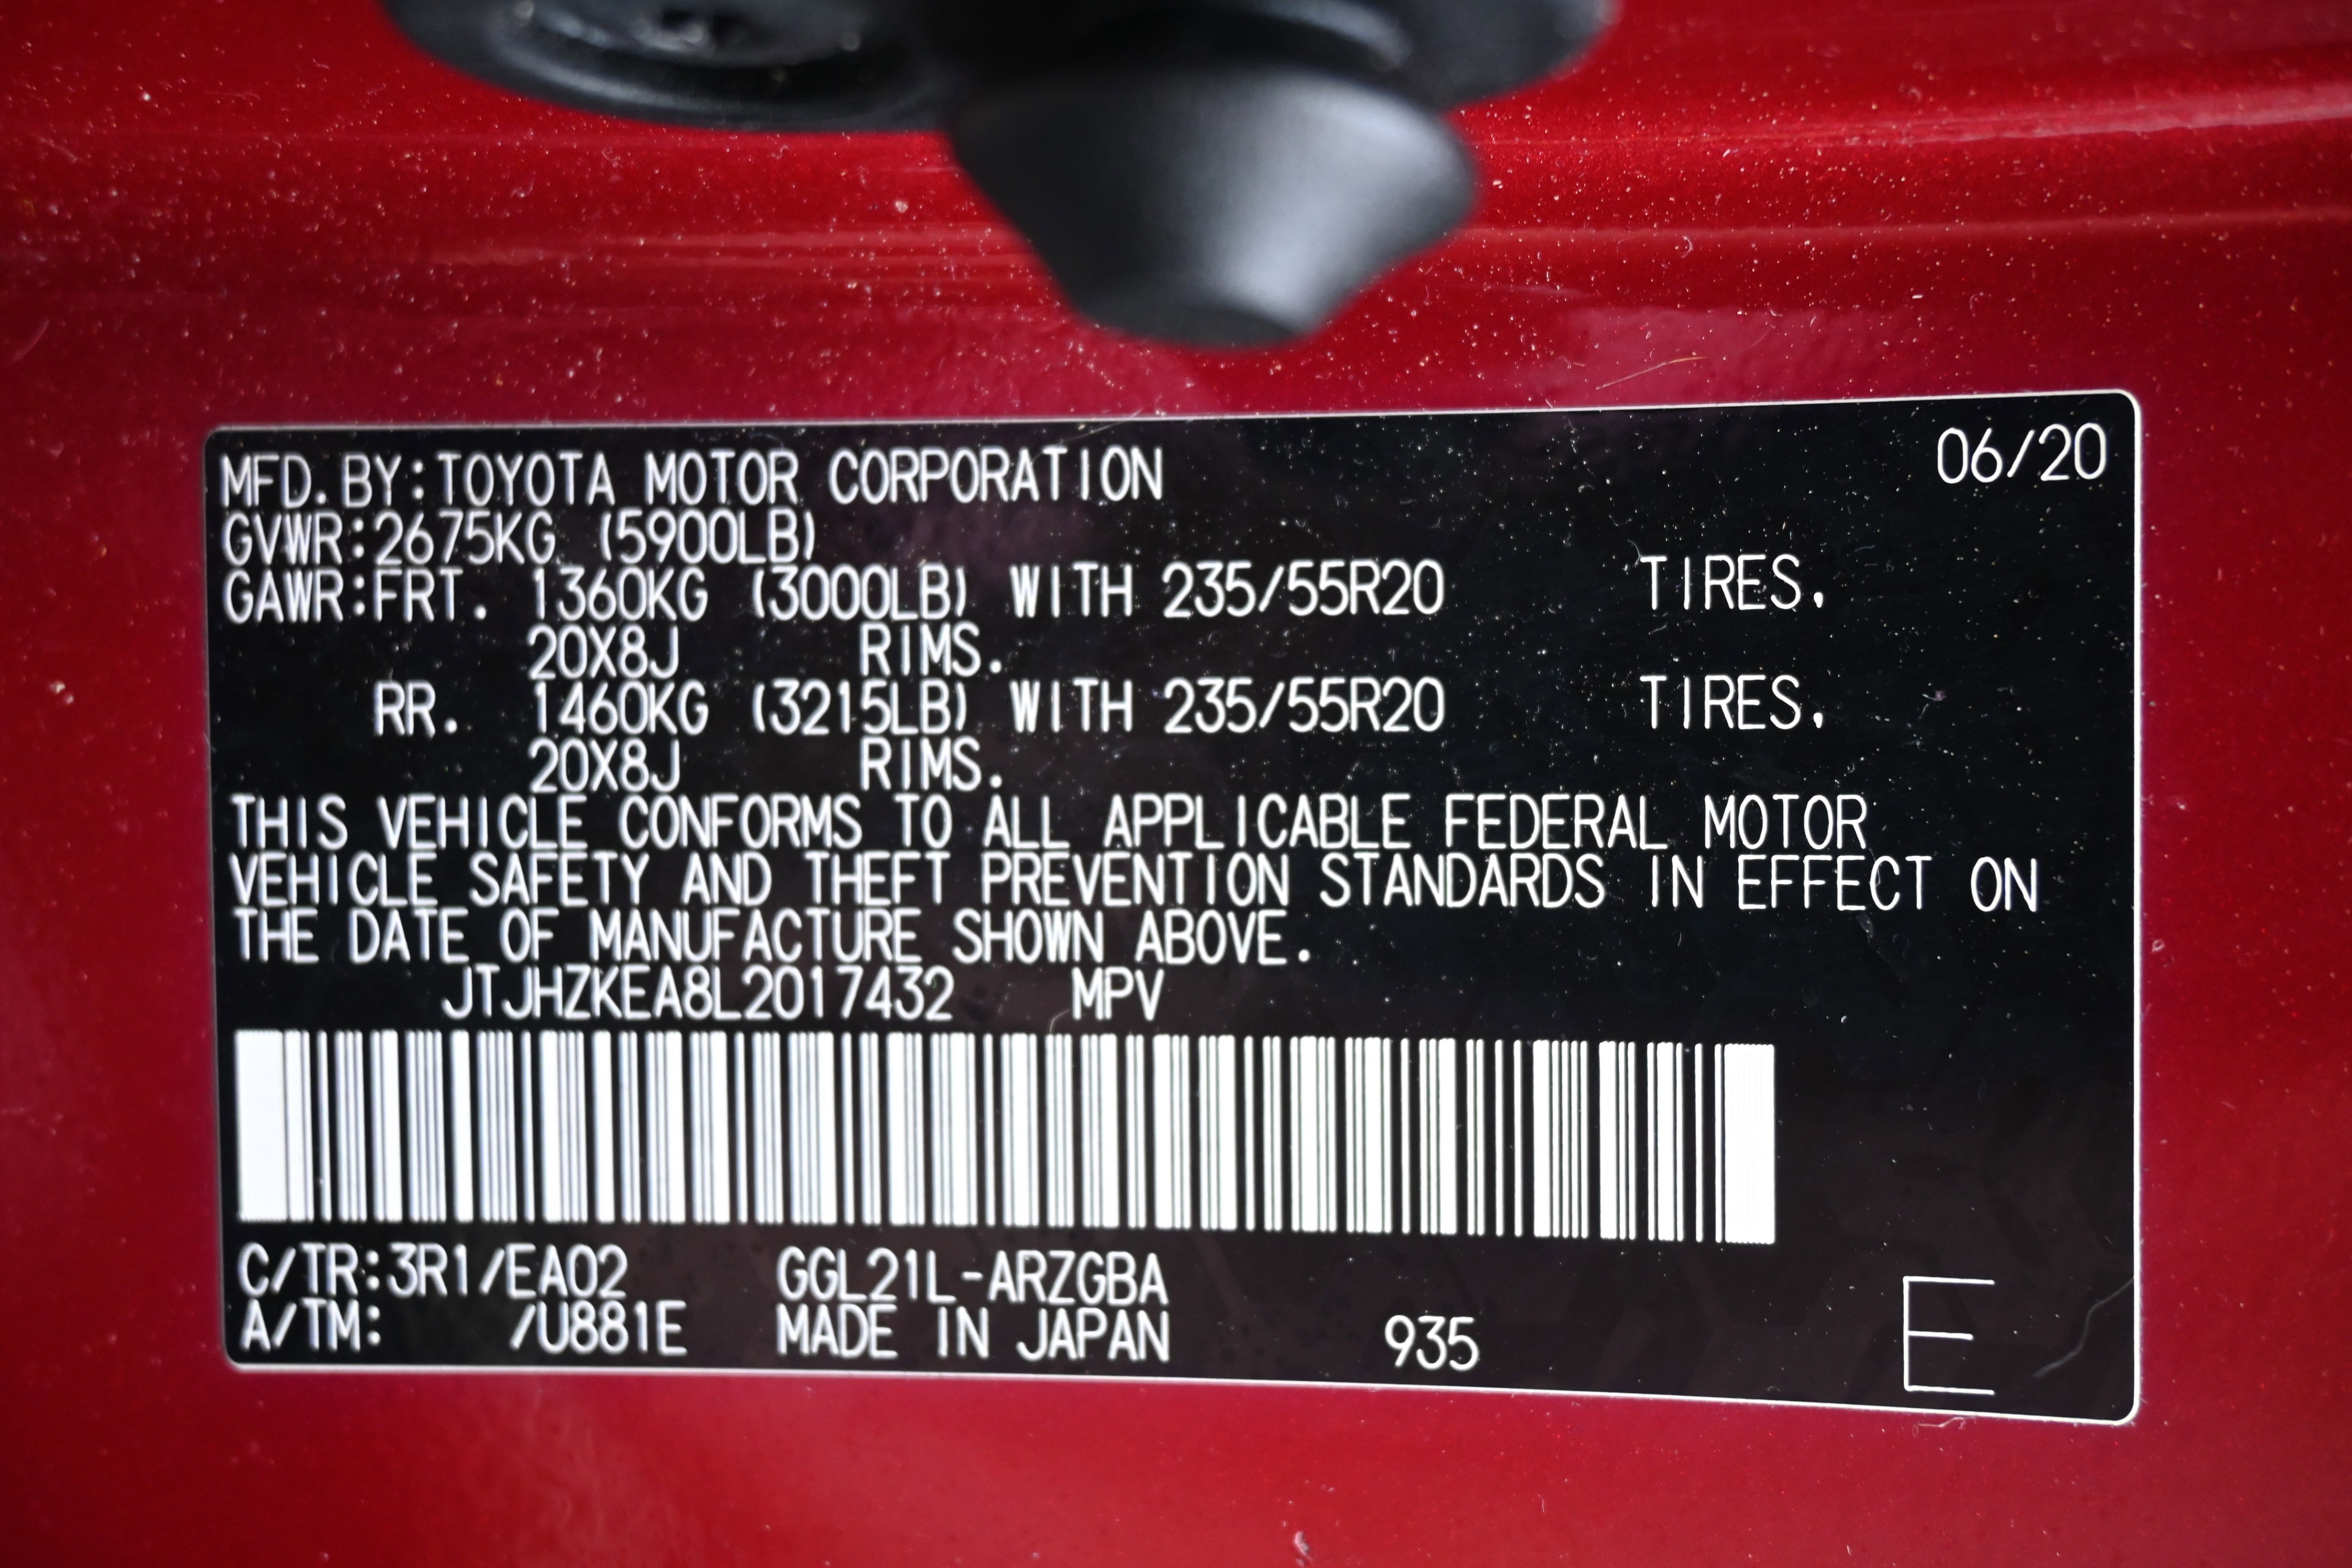 06/20
MFD.BY:TOYOTA MOTOR CORPORATION
GVWR:2675KG (5900LB)
GAWR:FRT. 1360KG (3000LB) WITH 235/55R20 TIRES.
20X8J RIMS.
RR. 1460KG (3215LB) WITH 235/55R20 TIRES.
20X8J RIMS.
THIS VEHICLE CONFORMS TO ALL APPLICABLE FEDERAL MOTOR
VEHICLE SAFETY AND THEFT PREVENTION STANDARDS IN EFFECT ON
THE DATE OF MANUFACTURE SHOWN ABOVE.
JTJHZKEA8L2017432 MPV
C/TR:3R1/EA02 GGL21L-ARZGBA
A/TM: /U881E MADE IN JAPAN 935 E